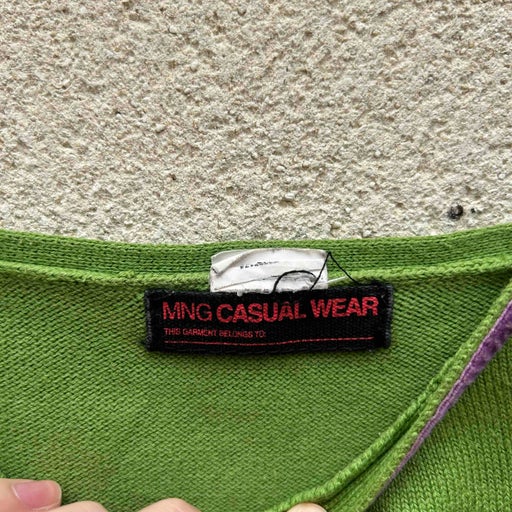 MNG CASUAL WEAR
THIS GARMENT BELONGS TO: